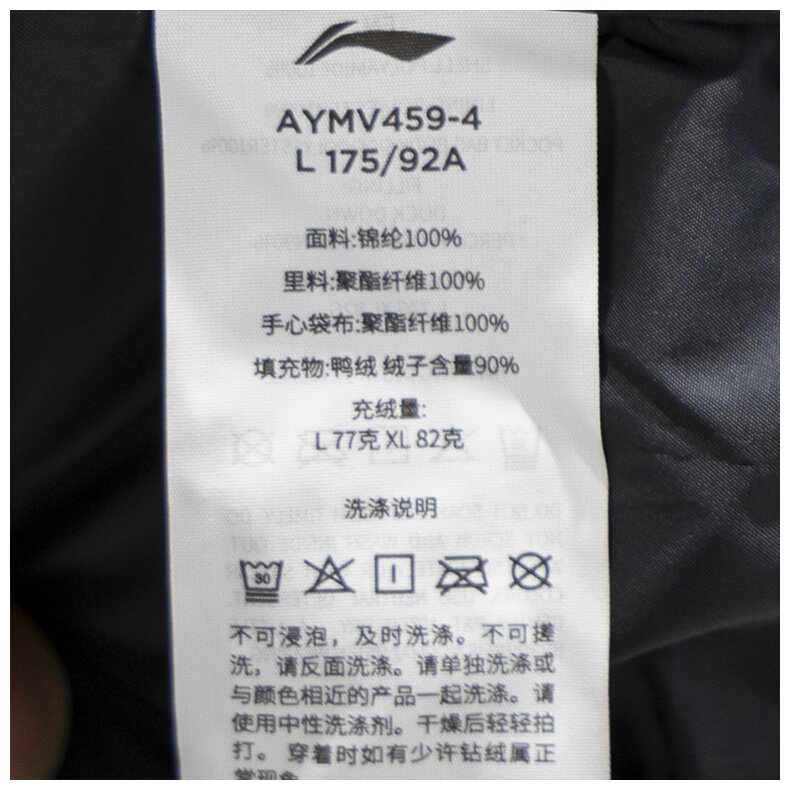 AYMV459-4
L 175/92A
面料:锦纶100%
里料:聚酯纤维100%
手心袋布:聚酯纤维100%
填充物:鸭绒 绒子含量90%
充绒量:
L 77克 XL 82克
洗涤说明
30
不可浸泡，及时洗涤。不可搓
洗，请反面洗涤。请单独洗涤或
与颜色相近的产品一起洗涤。请
使用中性洗涤剂。干燥后轻轻拍
打。 穿着时如有少许钻绒属正
常现象